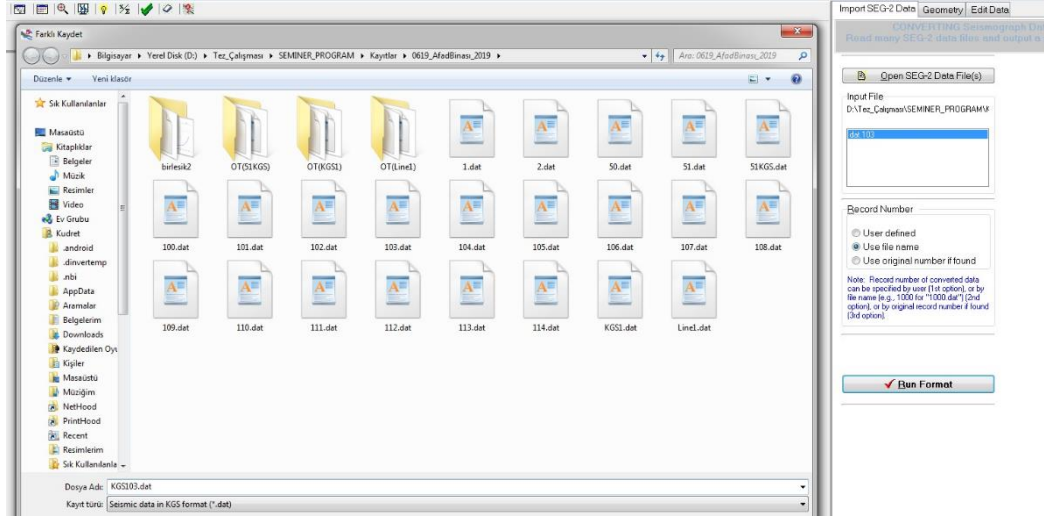 Farklı Kaydet
Bilgisayar ▸ Yerel Disk (D:) ▸ Tez_Çalışması ▸ SEMINER_PROGRAM ▸ Kayıtlar ▸ 0619_AfadBinası_2019 ▸
Ara: 0619_AfadBinası_2019
Düzenle Yeni klasör
Sık Kullanılanlar
Masaüstü
Kitaplıklar
Belgeler
Müzik
Resimler
Video
Ev Grubu
Kudret
.android
.dinvertemp
.nbi
AppData
Aramalar
Belgelerim
Downloads
Kaydedilen Oyu
Kişiler
Masaüstü
Müziğim
NetHood
PrintHood
Recent
Resimlerim
Sık Kullanılanla
birlesik2 OT(51KGS) OT(KGS1) OT(Line1) 1.dat 2.dat 50.dat 51.dat 51KGS.dat
100.dat 101.dat 102.dat 103.dat 104.dat 105.dat 106.dat 107.dat 108.dat
109.dat 110.dat 111.dat 112.dat 113.dat 114.dat KGS1.dat Line1.dat
Dosya Adı: KGS103.dat
Kayıt türü: Seismic data in KGS format (*.dat)
Import SEG-2 Data Geometry Edit Data
CONVERTING Seismograph Da
Read many SEG-2 data files and output a
Open SEG-2 Data File(s)
Input File
D:\Tez_Çalışması\SEMINER_PROGRAM\
.dat 103
Record Number
User defined
Use file name
Use original number if found
Note: Record number of converted data
can be specified by user (1st option), or by
file name (e.g., 1000 for "1000.dat") (2nd
option), or by original record number if found
(3rd option).
Run Format